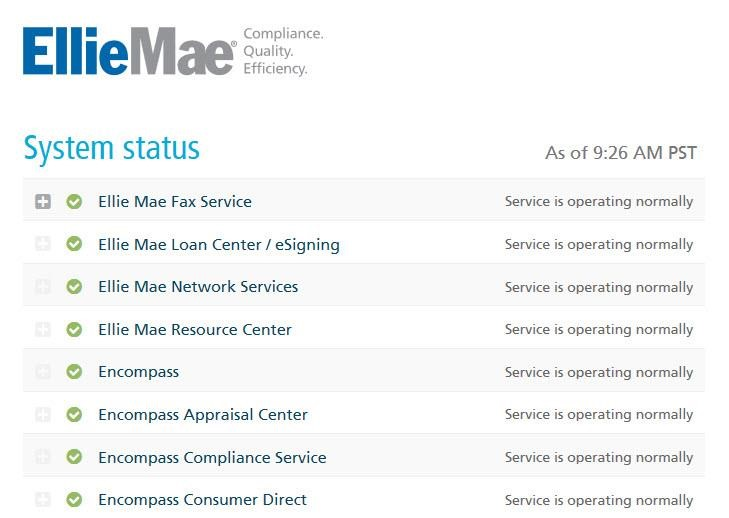 EllieMae®
Compliance.
Quality.
Efficiency.
System status
As of 9:26 AM PST
Ellie Mae Fax Service Service is operating normally
Ellie Mae Loan Center / eSigning Service is operating normally
Ellie Mae Network Services Service is operating normally
Ellie Mae Resource Center Service is operating normally
Encompass Service is operating normally
Encompass Appraisal Center Service is operating normally
Encompass Compliance Service Service is operating normally
Encompass Consumer Direct Service is operating normally